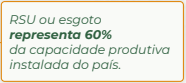 RSU ou esgoto
representa 60%
da capacidade produtiva
instalada do país.